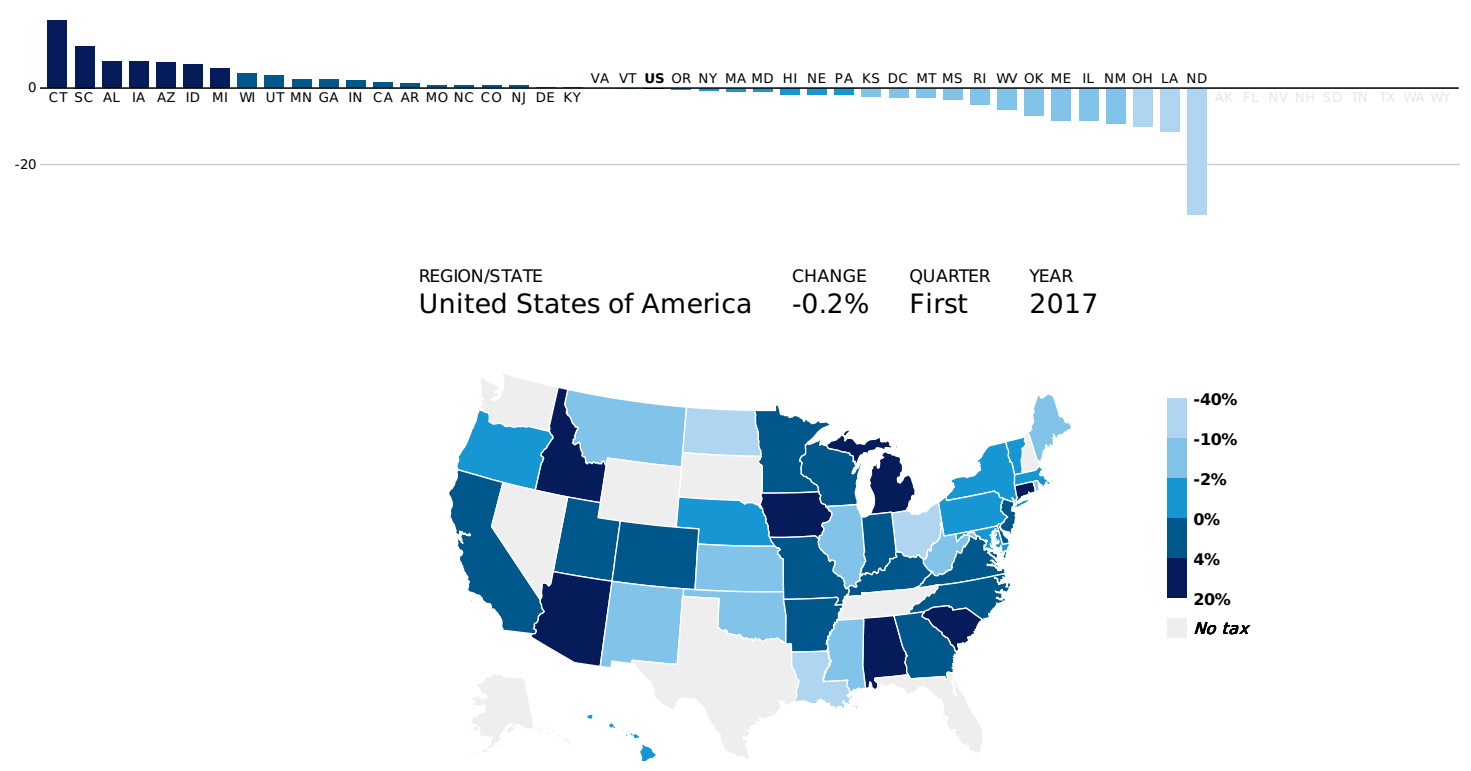 VA VT US OR NY MA MD HI NE PA KS DC MT MS RI WV OK ME IL NM OH LA ND
0
CT SC AL IA AZ ID MI WI UT MN GA IN CA AR MO NC CO NJ DE KY AK FL NV NH SD TN TX WA WY
-20
REGION/STATE CHANGE QUARTER YEAR
United States of America -0.2% First 2017
-40%
-10%
-2%
0%
4%
20%
No tax